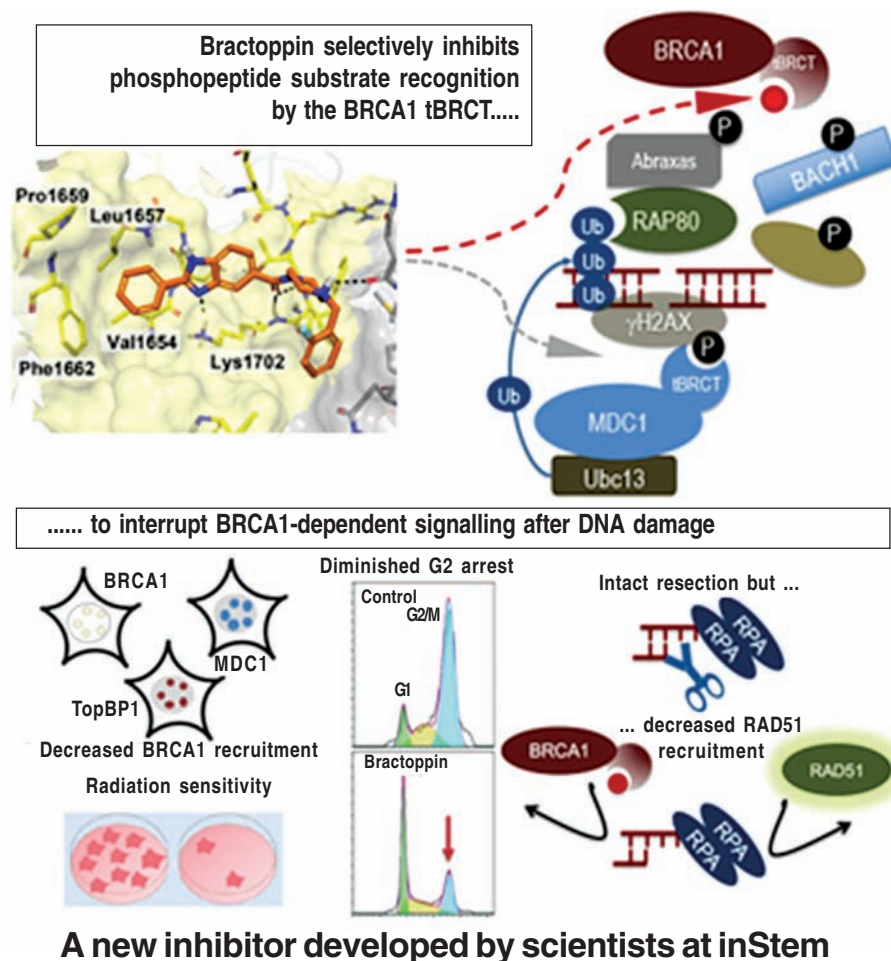 Bractoppin selectively inhibits
phosphopeptide substrate recognition
by the BRCA1 tBRCT.....
BRCA1
tBRCT
P
Abraxas
P
BACH1
Pro1659
Leu1657
Ub
RAP80
P
Ub
Ub
γH2AX
Val1654
Lys1702
Phe1662
P
tBRCT
Ub
MDC1
Ubc13
...... to interrupt BRCA1-dependent signalling after DNA damage
BRCA1
MDC1
TopBP1
Decreased BRCA1 recruitment
Radiation sensitivity
Diminished G2 arrest
Control
G2/M
G1
Bractoppin
Intact resection but ...
RPA
RPA
... decreased RAD51
recruitment
BRCA1
RAD51
RPA
RPA
A new inhibitor developed by scientists at inStem